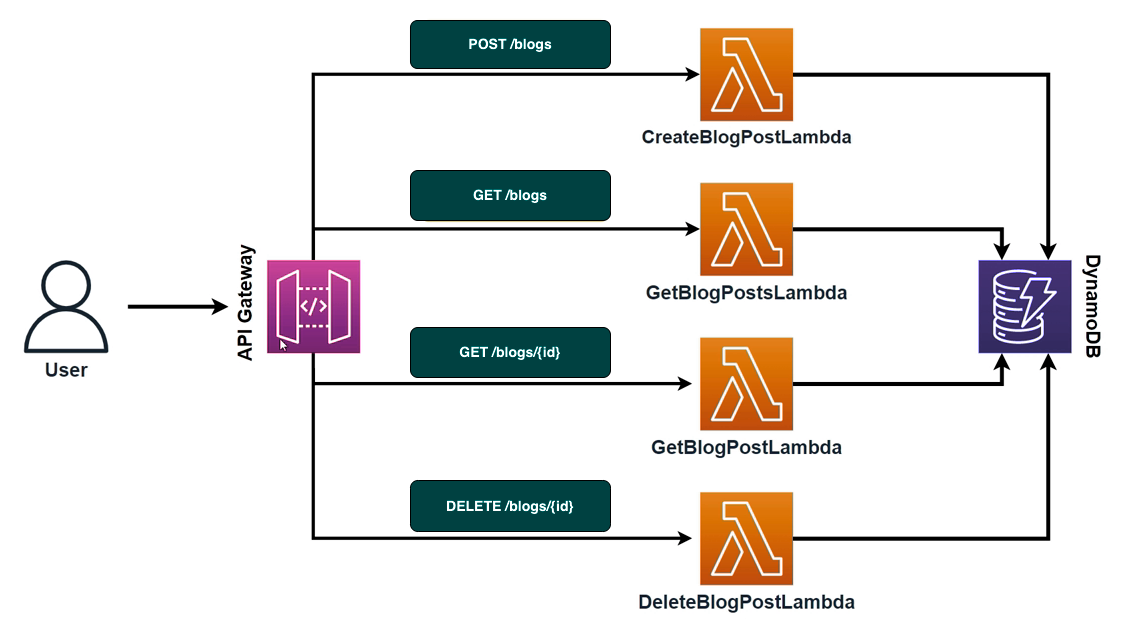 POST /blogs
CreateBlogPostLambda
GET /blogs
GetBlogPostsLambda
API Gateway
</>
User
DynamoDB
GET /blogs/{id}
GetBlogPostLambda
DELETE /blogs/{id}
DeleteBlogPostLambda